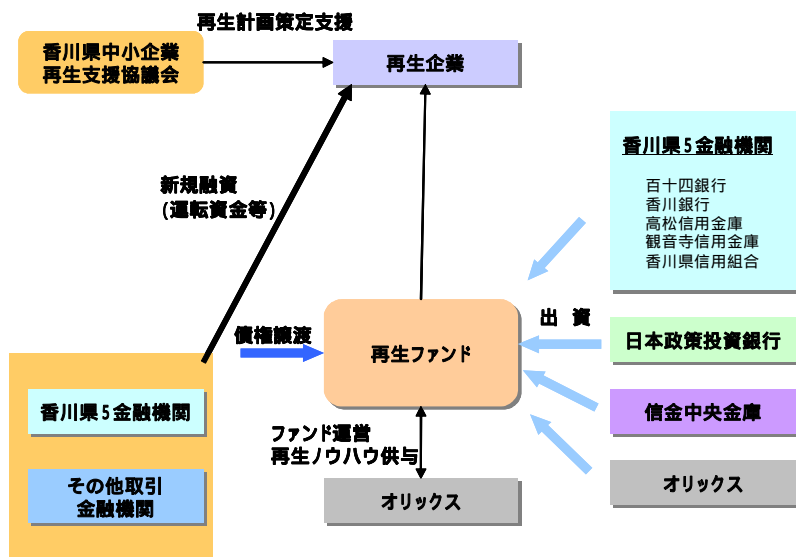 再生計画策定支援
香川県中小企業
再生支援協議会
再生企業
新規融資
(運転資金等)
香川県5金融機関
百十四銀行
香川銀行
高松信用金庫
観音寺信用金庫
香川県信用組合
債権譲渡
再生ファンド
出 資
日本政策投資銀行
香川県5金融機関
信金中央金庫
ファンド運営
再生ノウハウ供与
その他取引
金融機関
オリックス
オリックス